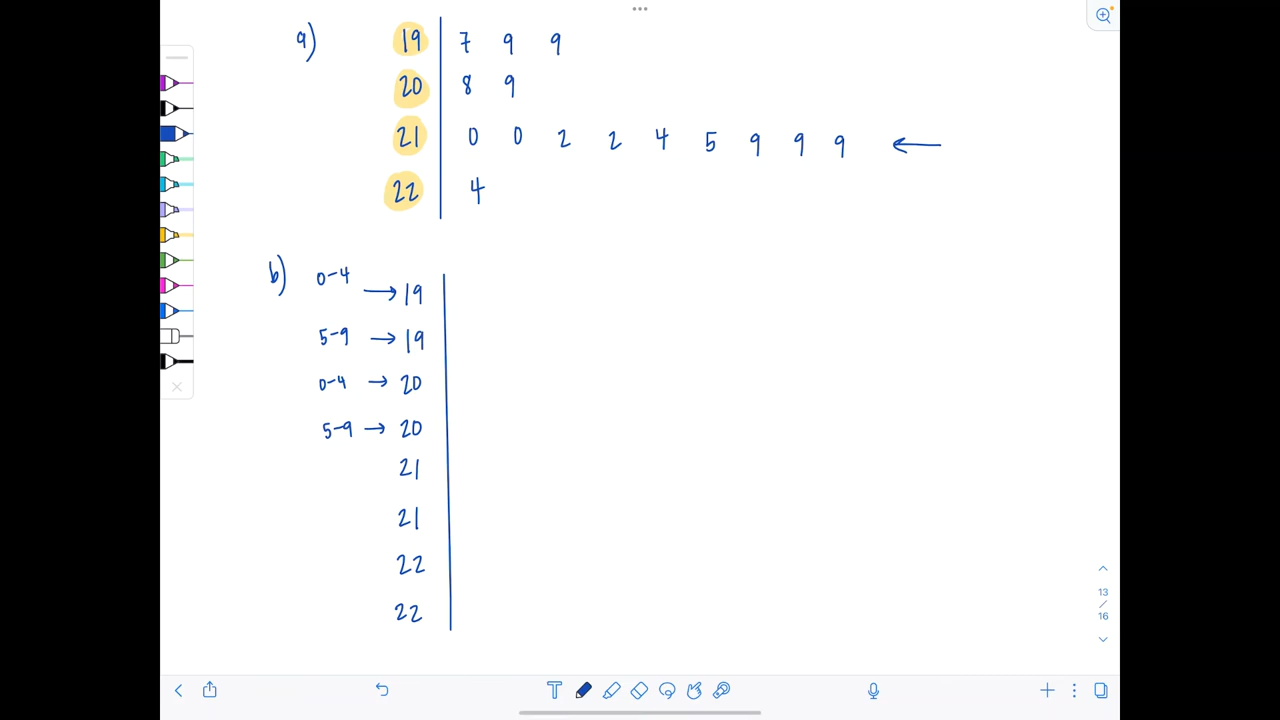 a) 19 | 7 9 9
20 | 8 9
21 | 0 0 2 2 4 5 9 9 9 ←
22 | 4
b) 0-4 → 19
5-9 → 19
0-4 → 20
5-9 → 20
21
21
22
22
13
/
16
T